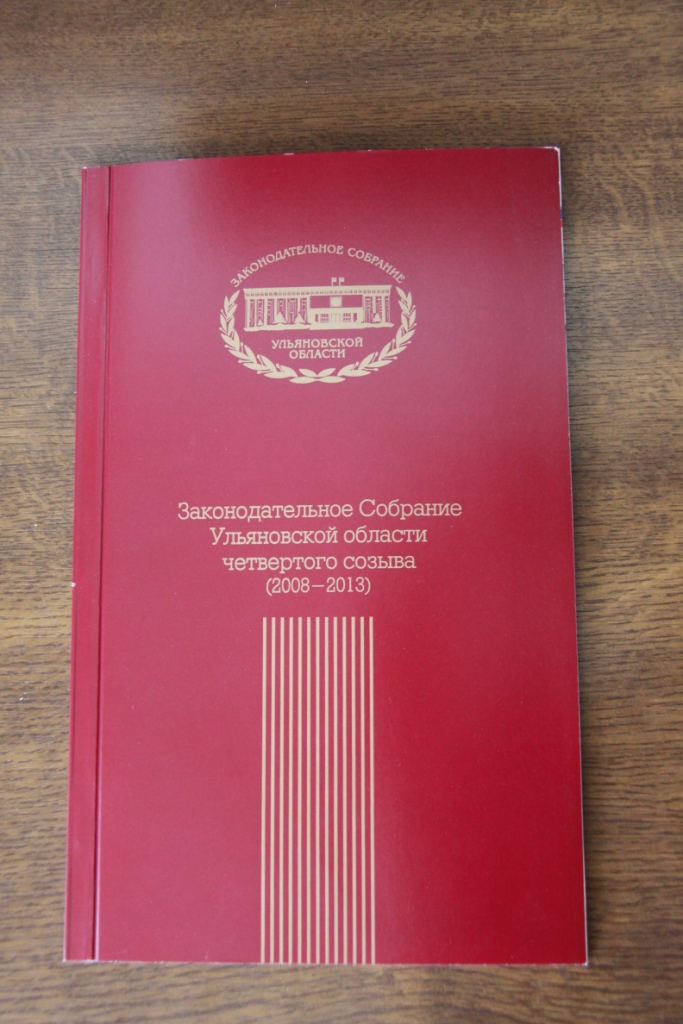 ЗАКОНОДАТЕЛЬНОЕ СОБРАНИЕ
УЛЬЯНОВСКОЙ
ОБЛАСТИ
Законодательное Собрание
Ульяновской области
четвертого созыва
(2008—2013)